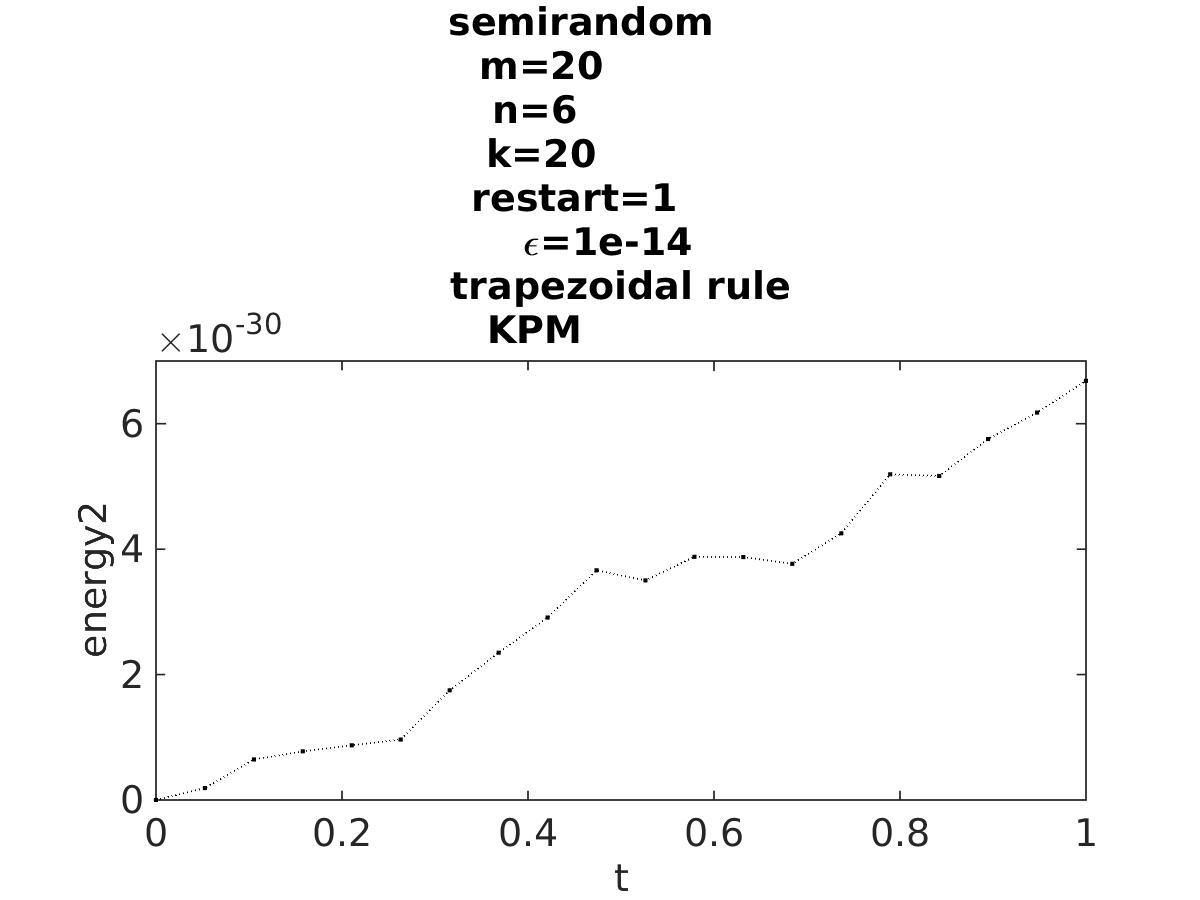 semirandom
m=20
n=6
k=20
restart=1
ϵ=1e-14
trapezoidal rule
KPM
×10-30
6
4
2
0
energy2
0 0.2 0.4 0.6 0.8 1
t